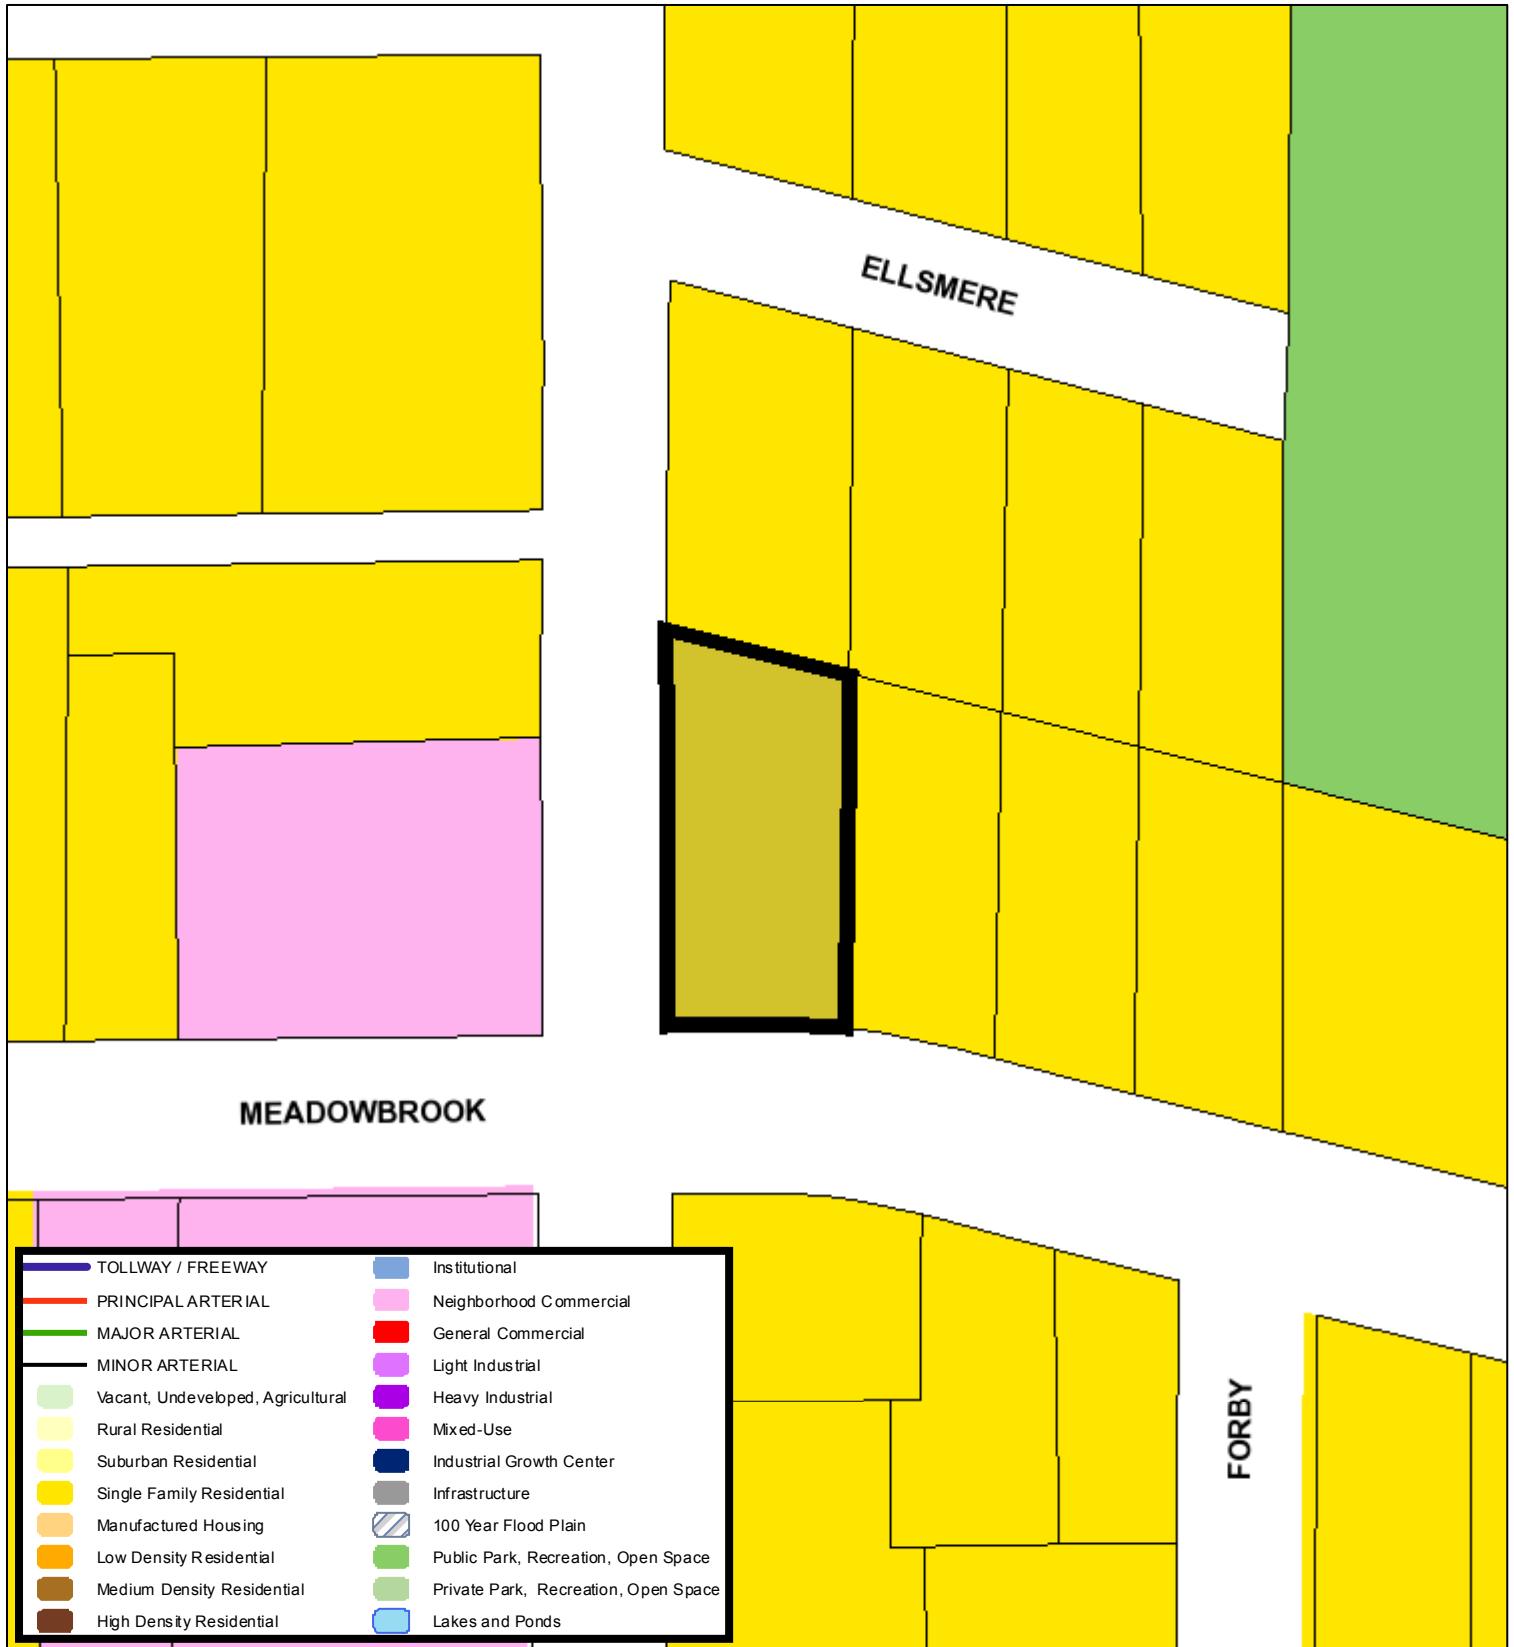 ELLSMERE
MEADOWBROOK
FORBY
TOLLWAY / FREEWAY
PRINCIPAL ARTERIAL
MAJOR ARTERIAL
MINOR ARTERIAL
Vacant, Undeveloped, Agricultural
Rural Residential
Suburban Residential
Single Family Residential
Manufactured Housing
Low Density Residential
Medium Density Residential
High Density Residential
Institutional
Neighborhood Commercial
General Commercial
Light Industrial
Heavy Industrial
Mixed-Use
Industrial Growth Center
Infrastructure
100 Year Flood Plain
Public Park, Recreation, Open Space
Private Park, Recreation, Open Space
Lakes and Ponds